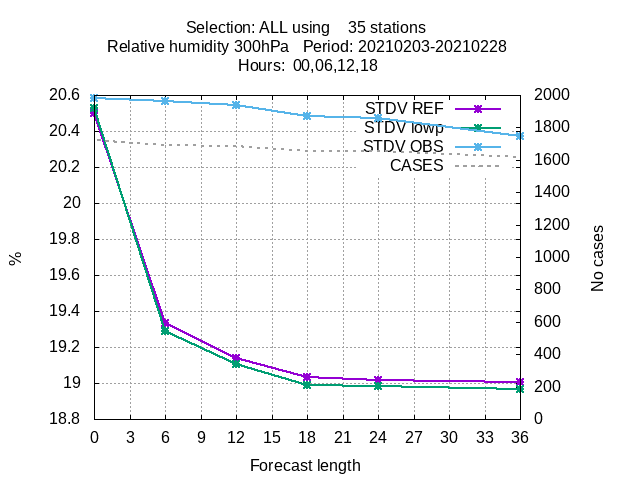 Selection: ALL using 35 stations
Relative humidity 300hPa Period: 20210203-20210228
Hours: 00,06,12,18
STDV REF
STDV lowp
STDV OBS
CASES
%
20.6
20.4
20.2
20
19.8
19.6
19.4
19.2
19
18.8
2000
1800
1600
1400
1200
1000
800
600
400
200
0
No cases
0 3 6 9 12 15 18 21 24 27 30 33 36
Forecast length